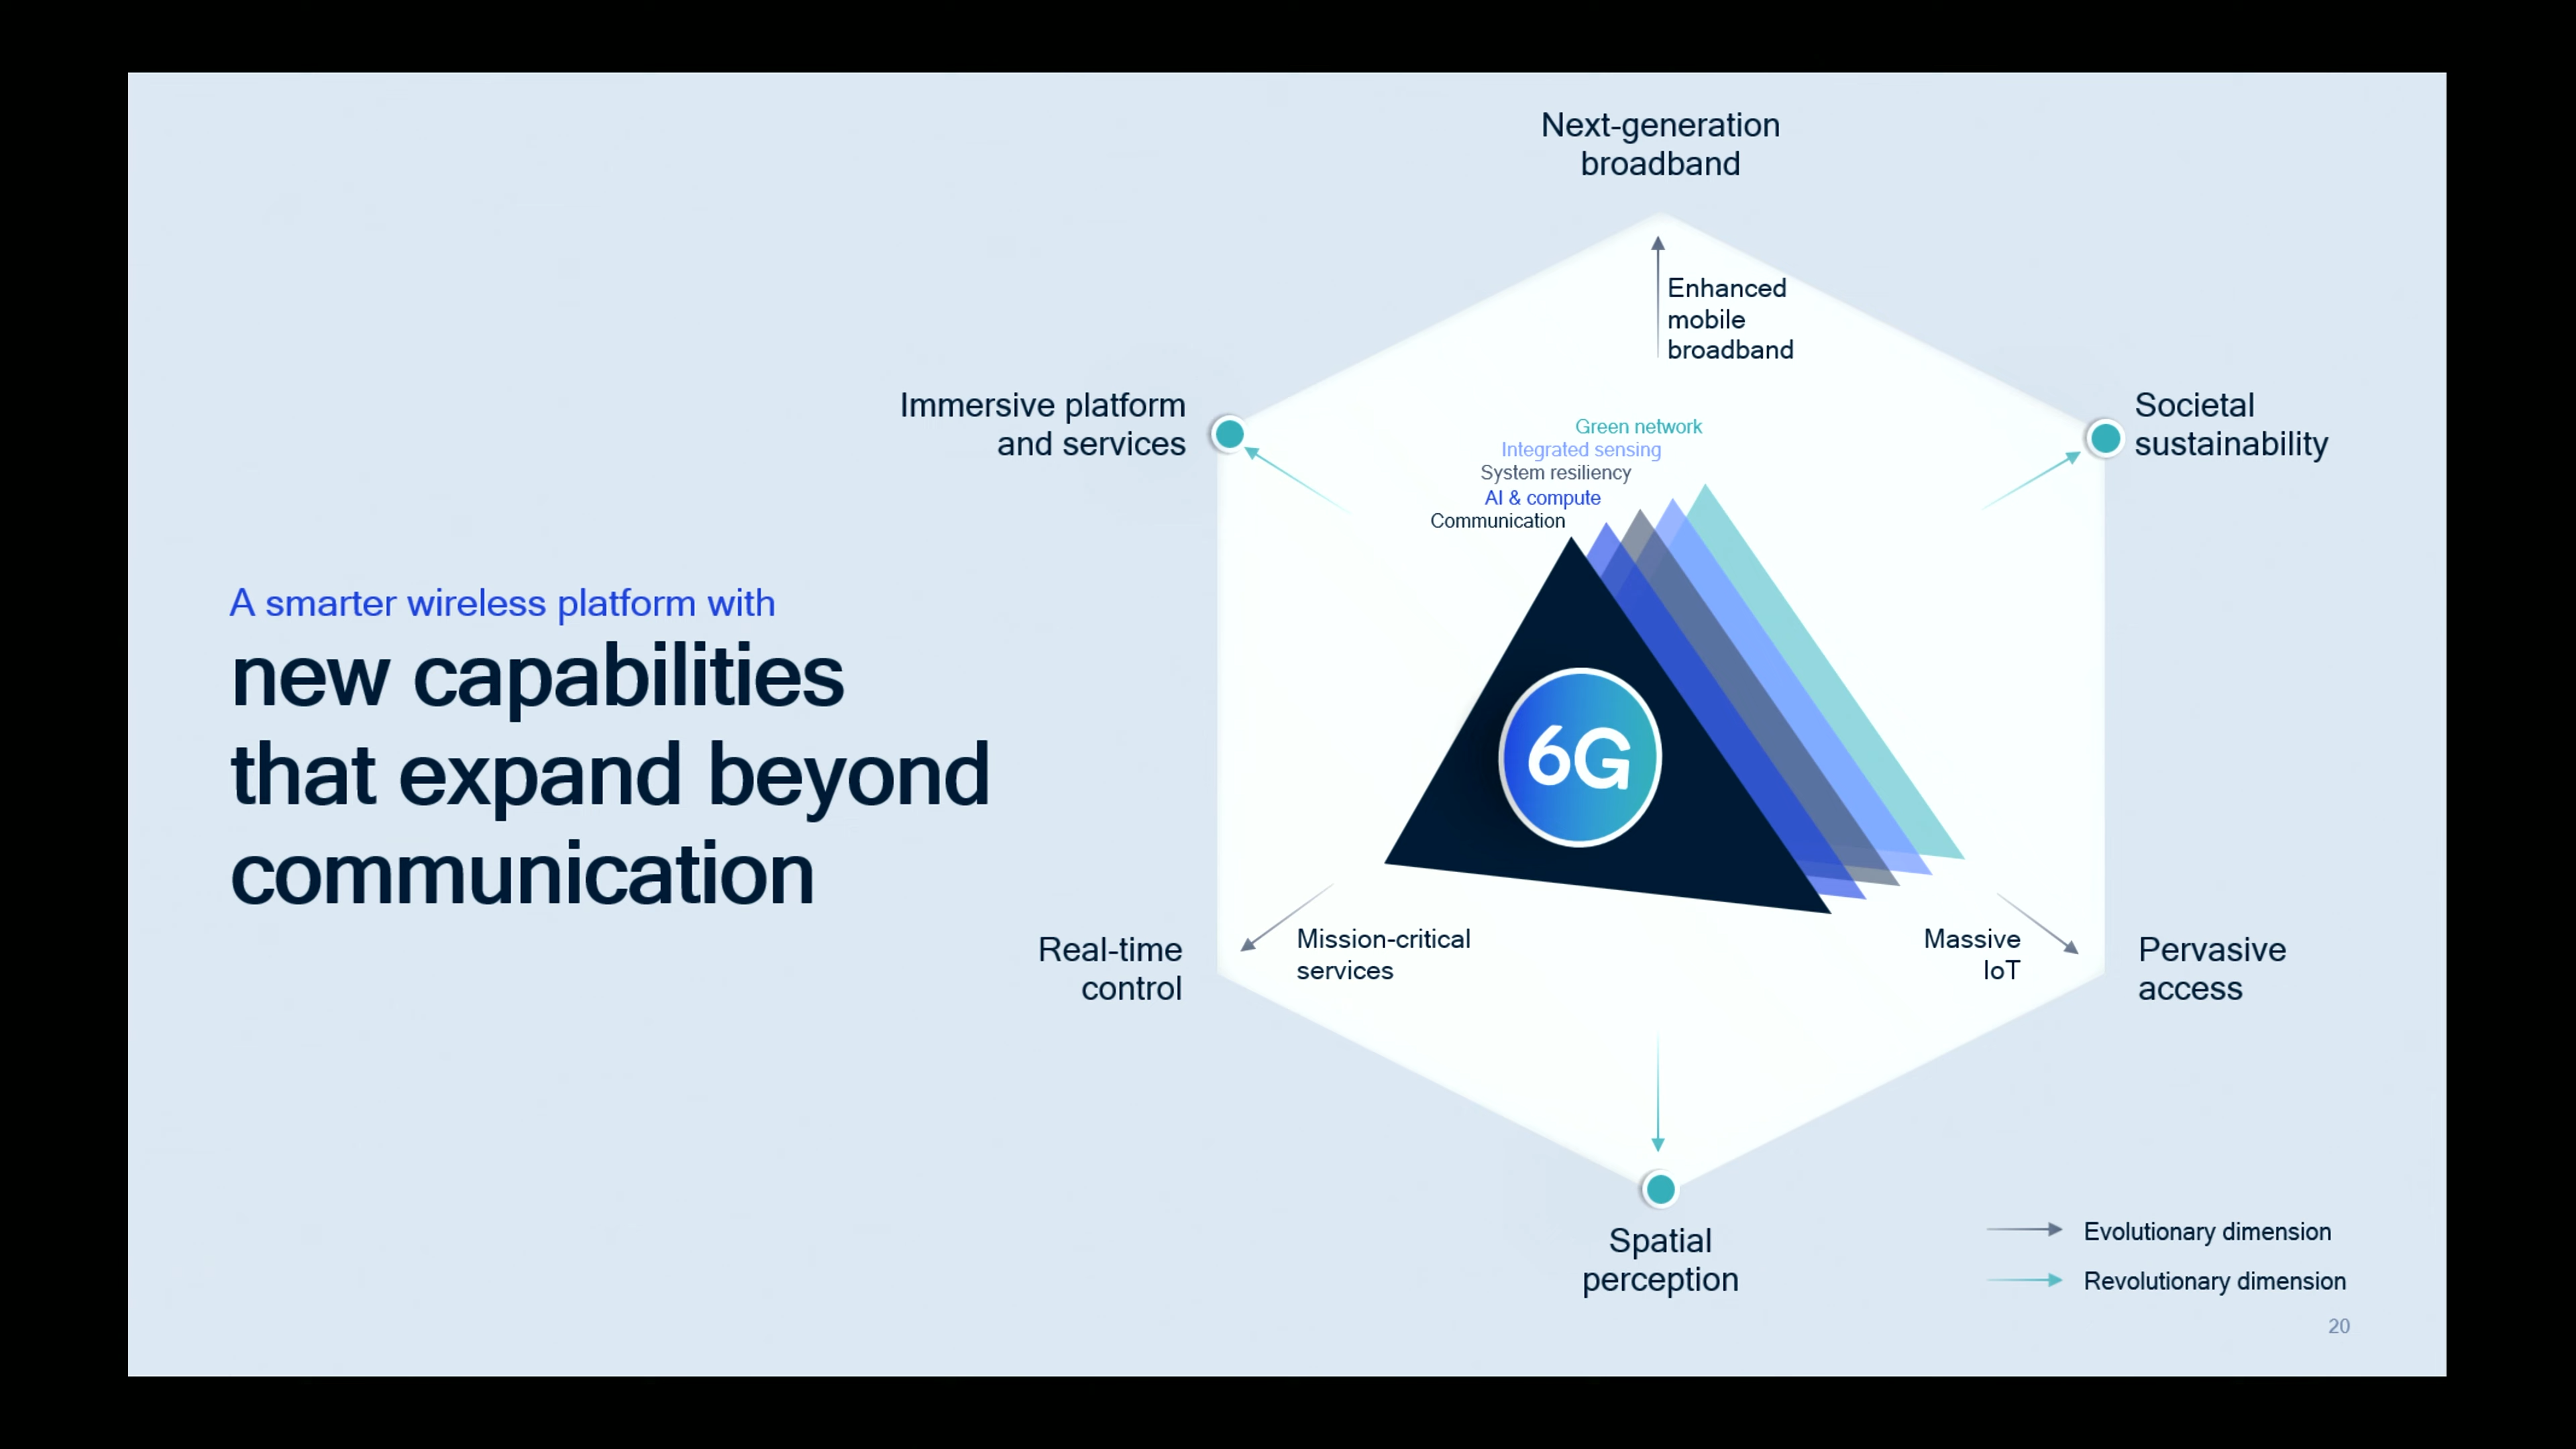 A smarter wireless platform with
new capabilities
that expand beyond
communication
Next-generation
broadband
Enhanced
mobile
broadband
Immersive platform
and services
Societal
sustainability
Green network
Integrated sensing
System resiliency
AI & compute
Communication
6G
Real-time
control
Mission-critical
services
Massive
IoT
Pervasive
access
Spatial
perception
Evolutionary dimension
Revolutionary dimension
20